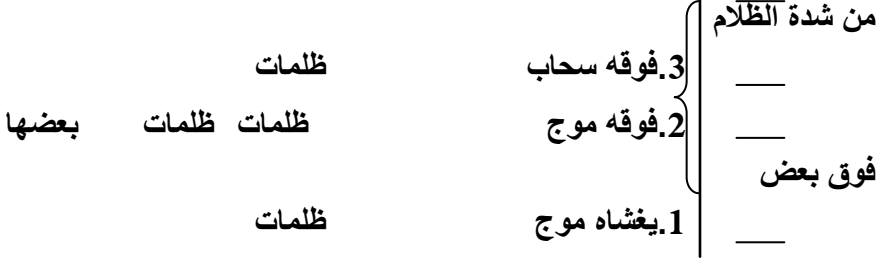 من شدة الظلام
3.فوقه سحاب ظلمات
2.فوقه موج ظلمات ظلمات بعضها
فوق بعض
1.يغشاه موج ظلمات